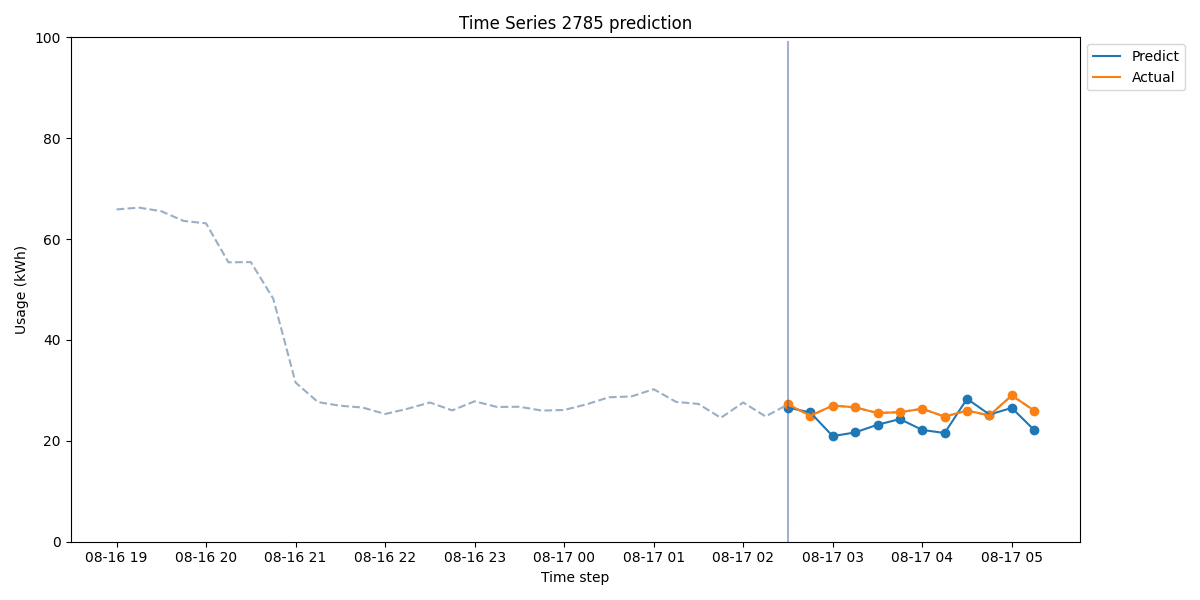 Time Series 2785 prediction
100
80
60
40
20
0
Usage (kWh)
08-16 19 08-16 20 08-16 21 08-16 22 08-16 23 08-17 00 08-17 01 08-17 02 08-17 03 08-17 04 08-17 05
Time step
Predict
Actual